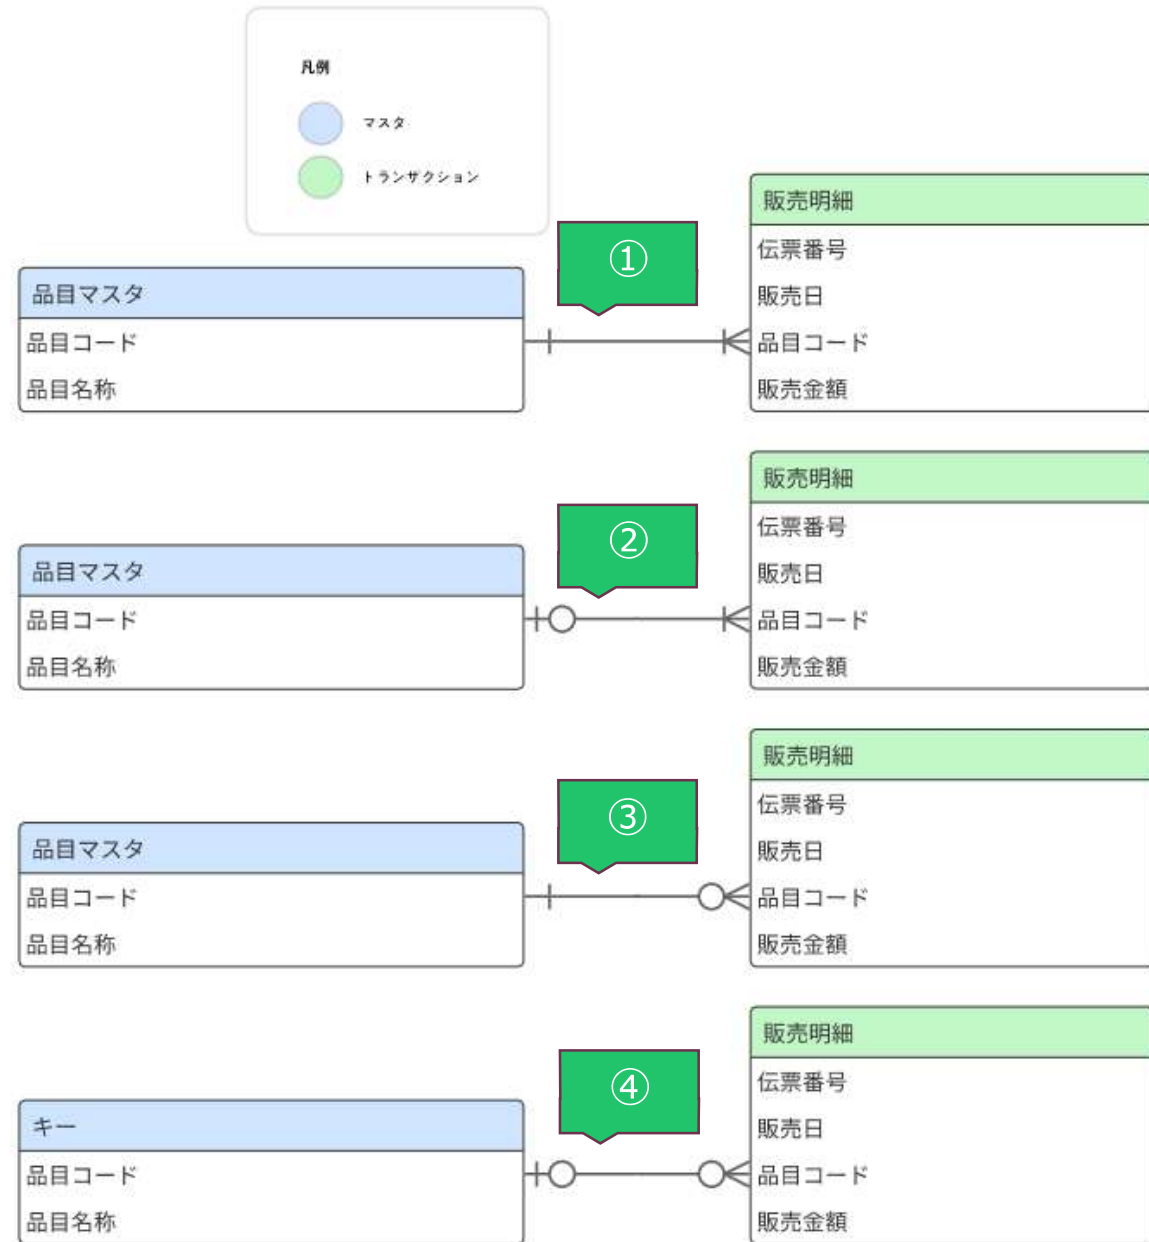 凡例
マスタ
トランザクション
①
品目マスタ
品目コード
品目名称
販売明細
伝票番号
販売日
品目コード
販売金額
②
品目マスタ
品目コード
品目名称
販売明細
伝票番号
販売日
品目コード
販売金額
③
品目マスタ
品目コード
品目名称
販売明細
伝票番号
販売日
品目コード
販売金額
④
キー
品目コード
品目名称
販売明細
伝票番号
販売日
品目コード
販売金額